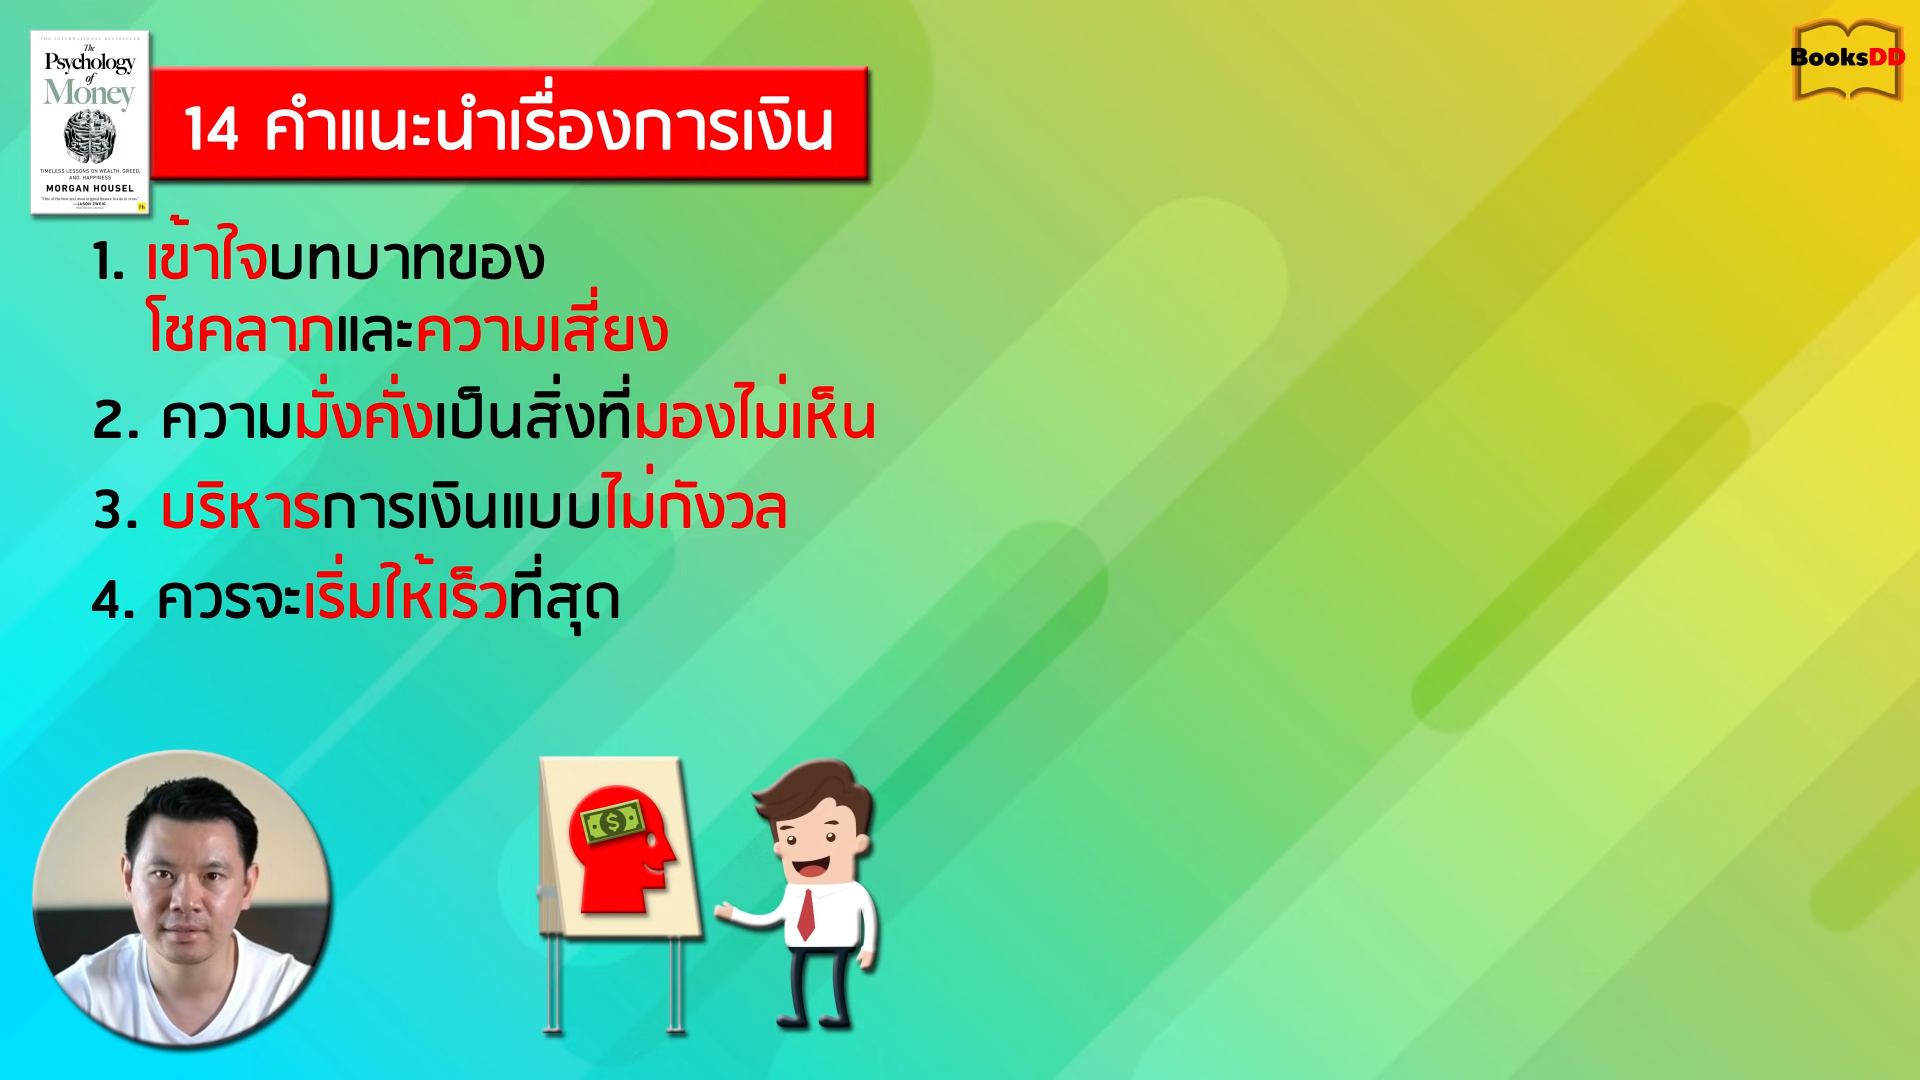 THE INTERNATIONAL BESTSELLER
The
Psychology
of
Money
TIMELESS LESSONS ON WEALTH, GREED,
AND HAPPINESS
MORGAN HOUSEL
—JASON ZWEIG
14 คำแนะนำเรื่องการเงิน
BooksDD
1. เข้าใจบทบาทของ
โชคลาภและความเสี่ยง
2. ความมั่งคั่งเป็นสิ่งที่มองไม่เห็น
3. บริหารการเงินแบบไม่กังวล
4. ควรจะเริ่มให้เร็วที่สุด